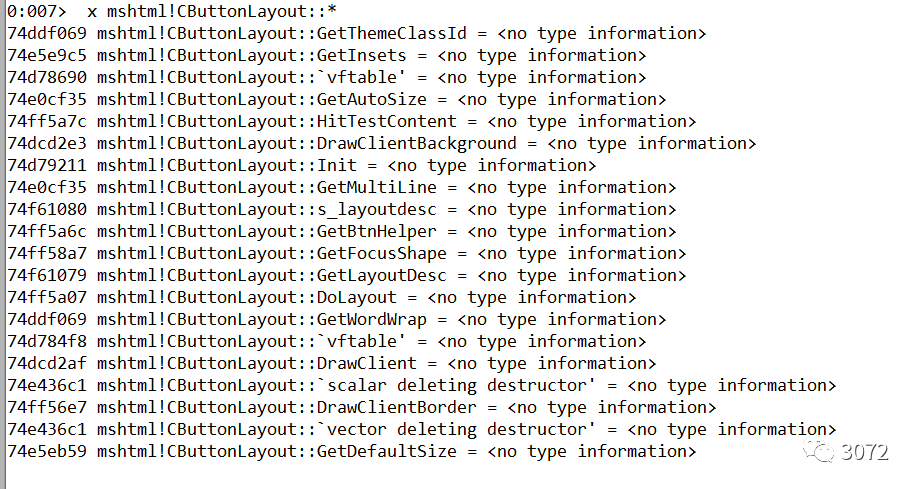 0:007>  x mshtml!CButtonLayout::*
74ddf069 mshtml!CButtonLayout::GetThemeClassId = <no type information>
74e5e9c5 mshtml!CButtonLayout::GetInsets = <no type information>
74d78690 mshtml!CButtonLayout::`vftable' = <no type information>
74e0cf35 mshtml!CButtonLayout::GetAutoSize = <no type information>
74ff5a7c mshtml!CButtonLayout::HitTestContent = <no type information>
74dcd2e3 mshtml!CButtonLayout::DrawClientBackground = <no type information>
74d79211 mshtml!CButtonLayout::Init = <no type information>
74e0cf35 mshtml!CButtonLayout::GetMultiLine = <no type information>
74f61080 mshtml!CButtonLayout::s_layoutdesc = <no type information>
74ff5a6c mshtml!CButtonLayout::GetBtnHelper = <no type information>
74ff58a7 mshtml!CButtonLayout::GetFocusShape = <no type information>
74f61079 mshtml!CButtonLayout::GetLayoutDesc = <no type information>
74ff5a07 mshtml!CButtonLayout::DoLayout = <no type information>
74ddf069 mshtml!CButtonLayout::GetWordWrap = <no type information>
74d784f8 mshtml!CButtonLayout::`vftable' = <no type information>
74dcd2af mshtml!CButtonLayout::DrawClient = <no type information>
74e436c1 mshtml!CButtonLayout::`scalar deleting destructor' = <no type information>
74ff56e7 mshtml!CButtonLayout::DrawClientBorder = <no type information>
74e436c1 mshtml!CButtonLayout::`vector deleting destructor' = <no type information>
74e5eb59 mshtml!CButtonLayout::GetDefaultSize = <no type information>
3072